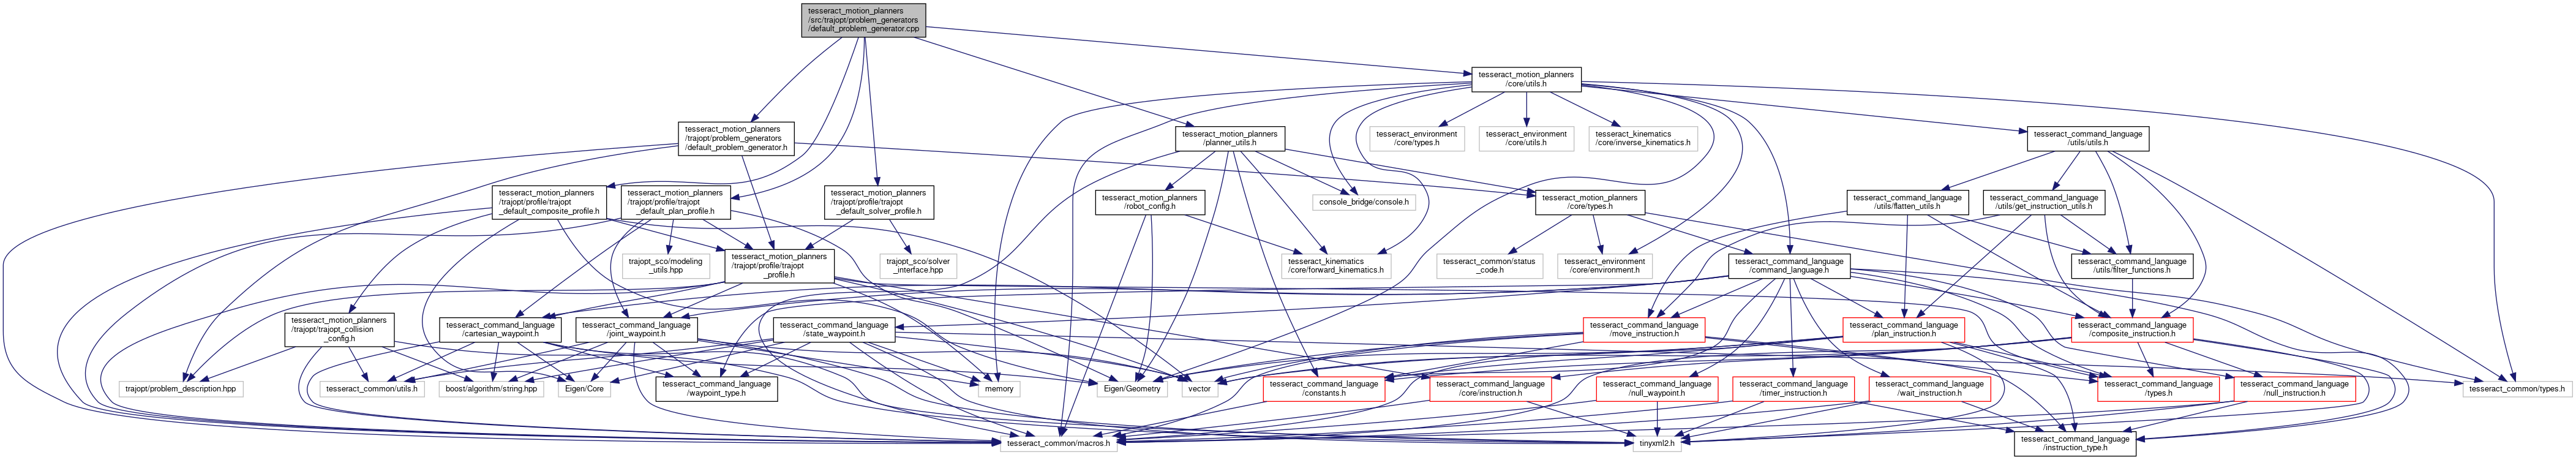 tesseract_motion_planners
/src/trajopt/problem_generators
/default_problem_generator.cpp
tesseract_motion_planners
/core/utils.h
tesseract_motion_planners
/trajopt/problem_generators
/default_problem_generator.h
tesseract_motion_planners
/planner_utils.h
tesseract_environment
/core/types.h
tesseract_environment
/core/utils.h
tesseract_kinematics
/core/inverse_kinematics.h
tesseract_command_language
/utils/utils.h
tesseract_motion_planners
/trajopt/profile/trajopt
_default_composite_profile.h
tesseract_motion_planners
/trajopt/profile/trajopt
_default_plan_profile.h
tesseract_motion_planners
/trajopt/profile/trajopt
_default_solver_profile.h
tesseract_motion_planners
/robot_config.h
console_bridge/console.h
tesseract_motion_planners
/core/types.h
tesseract_command_language
/utils/flatten_utils.h
tesseract_command_language
/utils/get_instruction_utils.h
trajopt_sco/modeling
_utils.hpp
tesseract_motion_planners
/trajopt/profile/trajopt
_profile.h
trajopt_sco/solver
_interface.hpp
tesseract_kinematics
/core/forward_kinematics.h
tesseract_common/status
_code.h
tesseract_environment
/core/environment.h
tesseract_command_language
/command_language.h
tesseract_command_language
/utils/filter_functions.h
tesseract_motion_planners
/trajopt/trajopt_collision
_config.h
tesseract_command_language
/cartesian_waypoint.h
tesseract_command_language
/joint_waypoint.h
tesseract_command_language
/state_waypoint.h
tesseract_command_language
/move_instruction.h
tesseract_command_language
/plan_instruction.h
tesseract_command_language
/composite_instruction.h
trajopt/problem_description.hpp
tesseract_common/utils.h
boost/algorithm/string.hpp
Eigen/Core
tesseract_command_language
/waypoint_type.h
memory
Eigen/Geometry
vector
tesseract_command_language
/constants.h
tesseract_command_language
/core/instruction.h
tesseract_command_language
/null_waypoint.h
tesseract_command_language
/timer_instruction.h
tesseract_command_language
/wait_instruction.h
tesseract_command_language
/types.h
tesseract_command_language
/null_instruction.h
tesseract_common/types.h
tesseract_common/macros.h
tinyxml2.h
tesseract_command_language
/instruction_type.h